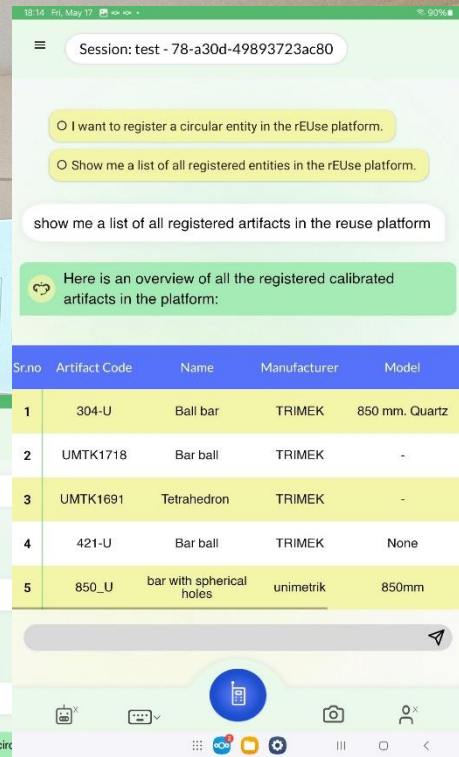 18:14 Fri, May 17
90%
Session: test - 78-a30d-49893723ac80
I want to register a circular entity in the rEUse platform.
Show me a list of all registered entities in the rEUse platform.
show me a list of all registered artifacts in the reuse platform
Here is an overview of all the registered calibrated
artifacts in the platform:
Sr.no Artifact Code Name Manufacturer Model
1 304-U Ball bar TRIMEK 850 mm. Quartz
2 UMTK1718 Bar ball TRIMEK -
3 UMTK1691 Tetrahedron TRIMEK -
4 421-U Bar ball TRIMEK None
5 850_U bar with spherical holes unimetrik 850mm